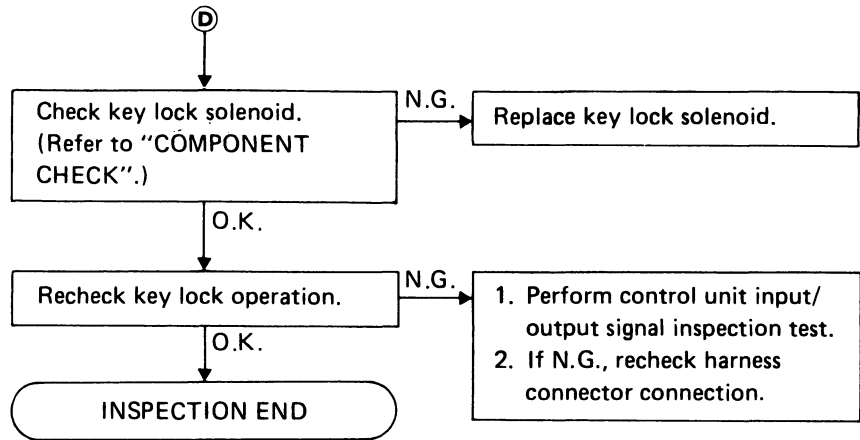 D
Check key lock solenoid.
(Refer to "COMPONENT
CHECK".)
N.G.
Replace key lock solenoid.
O.K.
Recheck key lock operation.
N.G.
1. Perform control unit input/
output signal inspection test.
2. If N.G., recheck harness
connector connection.
O.K.
INSPECTION END